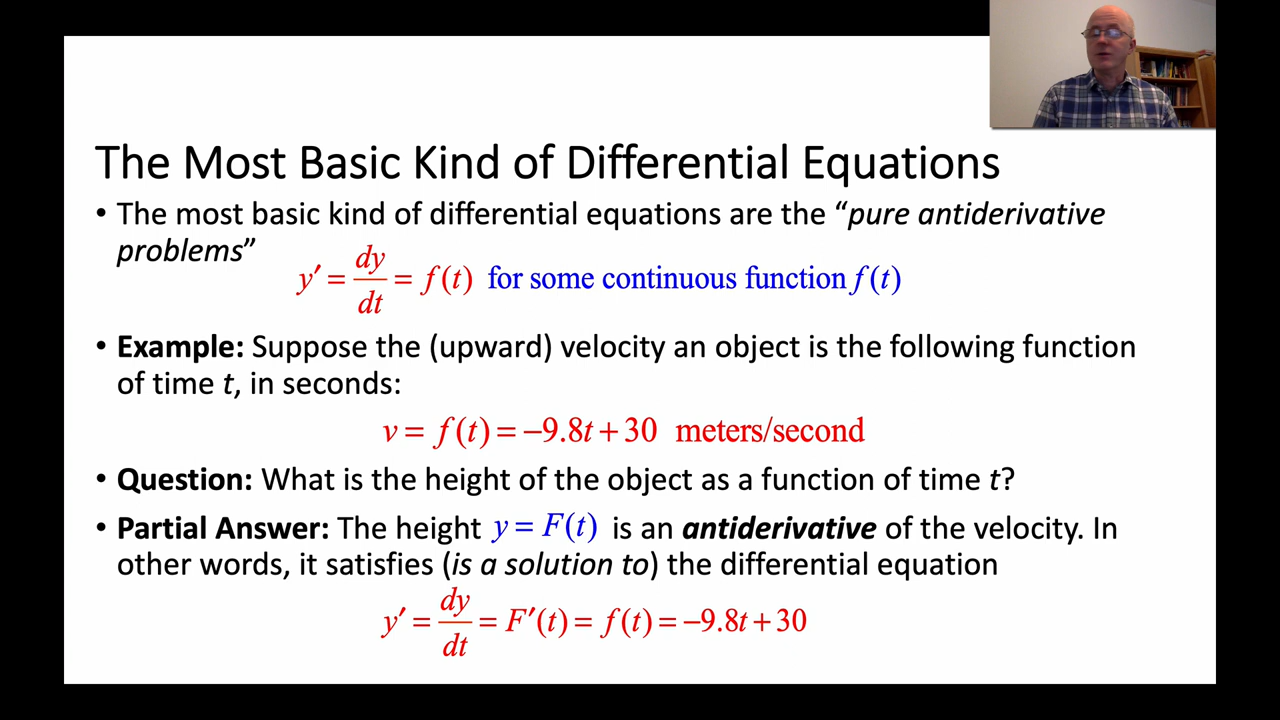 The Most Basic Kind of Differential Equations
• The most basic kind of differential equations are the “pure antiderivative
problems”
y′ = dy/dt = f(t) for some continuous function f(t)
• Example: Suppose the (upward) velocity an object is the following function
of time t, in seconds:
v = f(t) = −9.8t + 30 meters/second
• Question: What is the height of the object as a function of time t?
• Partial Answer: The height y = F(t) is an antiderivative of the velocity. In
other words, it satisfies (is a solution to) the differential equation
y′ = dy/dt = F′(t) = f(t) = −9.8t + 30